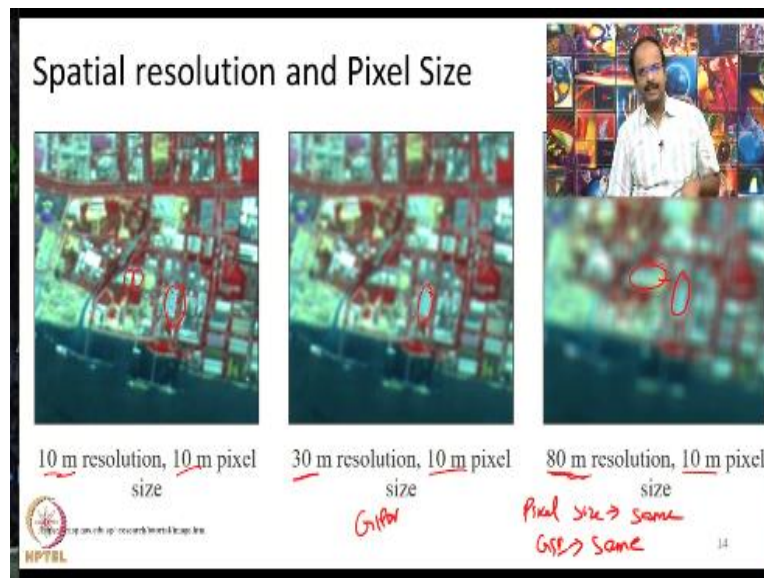 Spatial resolution and Pixel Size
10 m resolution, 10 m pixel size
30 m resolution, 10 m pixel size
80 m resolution, 10 m pixel size
Pixel size → same
→ same
NPTEL
14